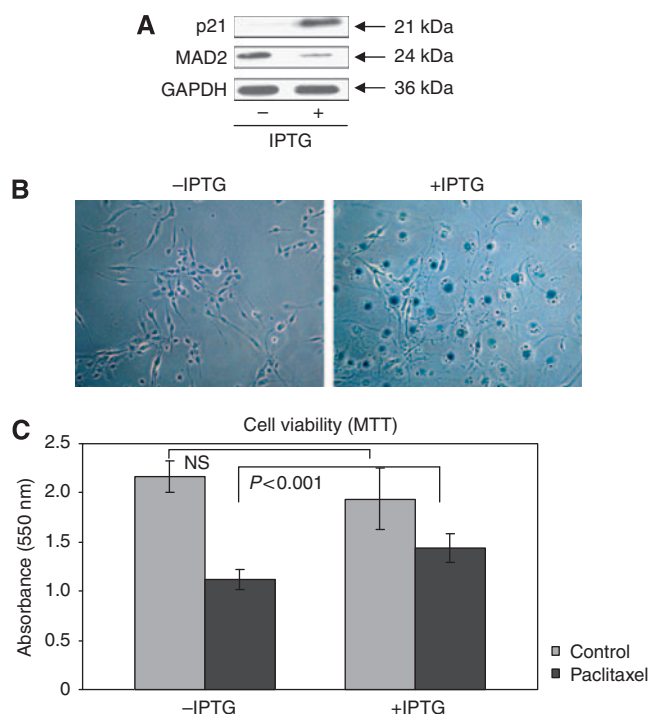 A
p21
21 kDa
MAD2
24 kDa
GAPDH
36 kDa
– +
IPTG
B
–IPTG +IPTG
C
Cell viability (MTT)
2.5
2.0
1.5
1.0
0.5
0
Absorbance (550 nm)
NS
P<0.001
–IPTG +IPTG
Control
Paclitaxel